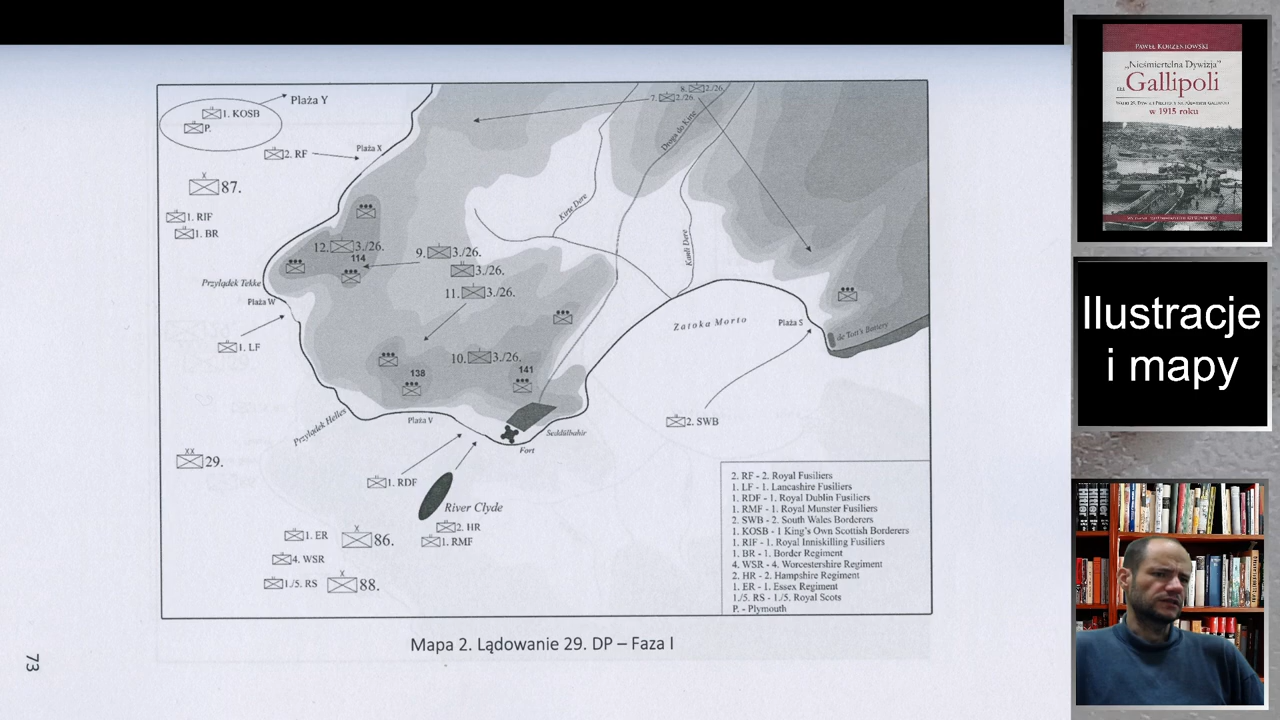 Plaża Y
1. KOSB
P.
2. RF
Plaża X
87.
1. RIF
1. BR
8. 2./26.
7. 2./26.
Droga do Kirte
Kirte Dere
Kanli Dere
12. 3./26.
114
9. 3./26.
3./26.
11. 3./26.
Przylądek Tekke
Plaża W
1. LF
10. 3./26.
138
141
Zatoka Morto
Plaża S
de Tott's Battery
2. SWB
Przylądek Helles
Plaża V
Seddülbahir
Fort
29.
1. RDF
River Clyde
2. HR
1. RMF
1. ER
86.
4. WSR
1./5. RS
88.
2. RF - 2. Royal Fusiliers
1. LF - 1. Lancashire Fusiliers
1. RDF - 1. Royal Dublin Fusiliers
1. RMF - 1. Royal Munster Fusiliers
2. SWB - 2. South Wales Borderers
1. KOSB - 1 King's Own Scottish Borderers
1. RIF - 1. Royal Inniskilling Fusiliers
1. BR - 1. Border Regiment
4. WSR - 4. Worcestershire Regiment
2. HR - 2. Hampshire Regiment
1. ER - 1. Essex Regiment
1./5. RS - 1./5. Royal Scots
P. - Plymouth
Mapa 2. Lądowanie 29. DP – Faza I
73
PAWEŁ KORZENIOWSKI
„Nieśmiertelna Dywizja"
na Gallipoli
w 1915 roku
Ilustracje
i mapy